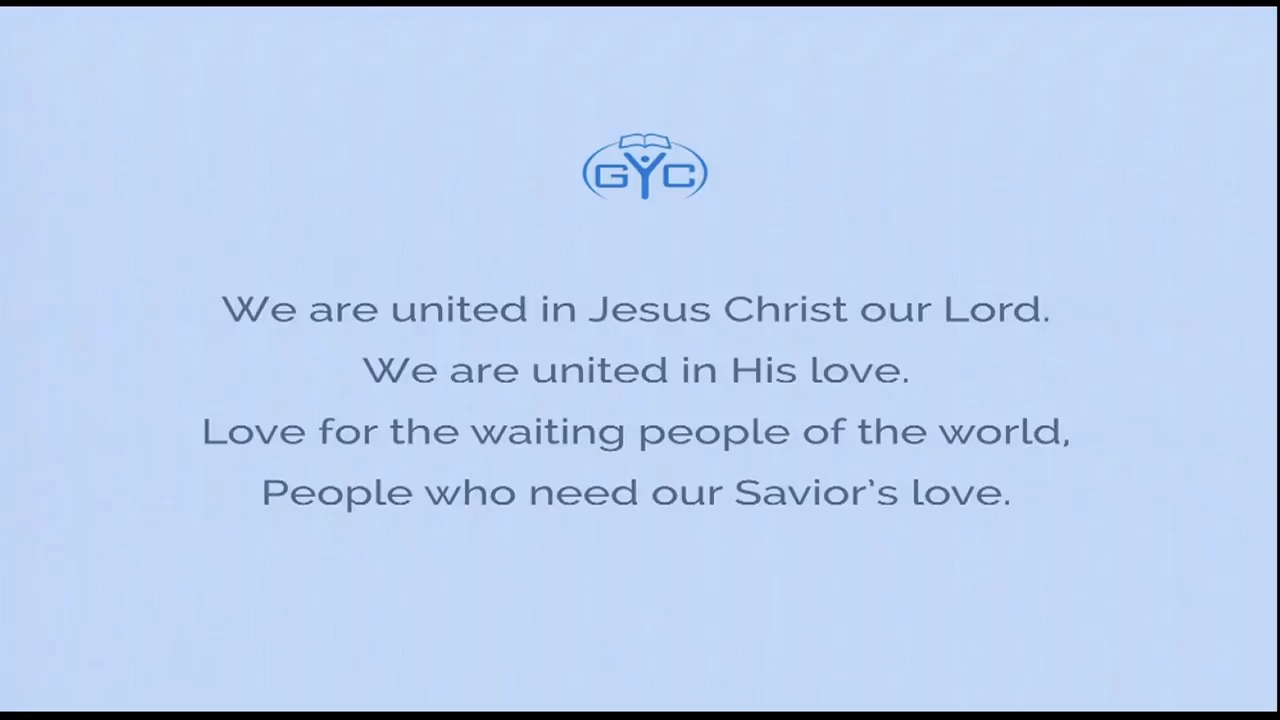 GYC
We are united in Jesus Christ our Lord.
We are united in His love.
Love for the waiting people of the world,
People who need our Savior’s love.